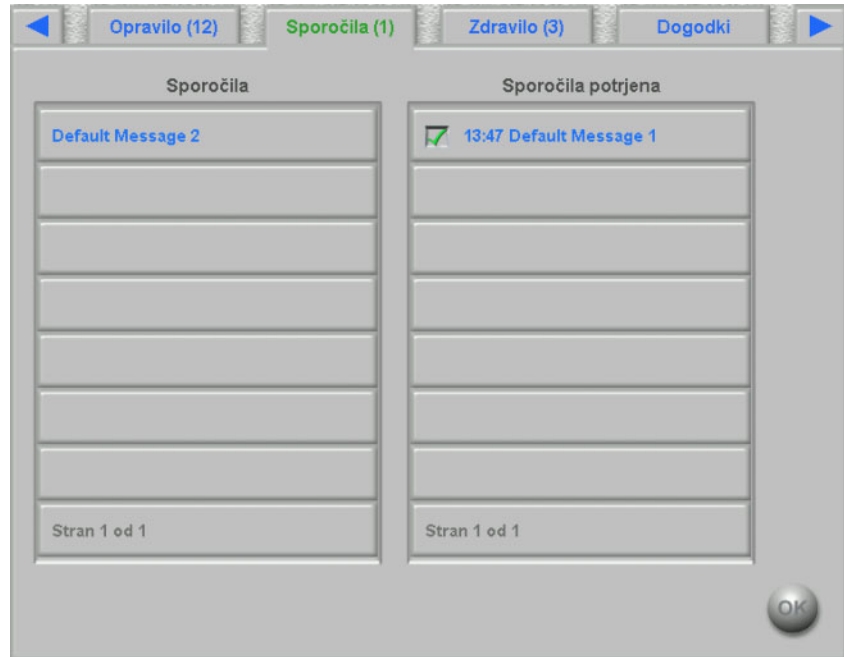 Opravilo (12) Sporočila (1) Zdravilo (3) Dogodki
Sporočila
Default Message 2
Stran 1 od 1
Sporočila potrjena
13:47 Default Message 1
Stran 1 od 1
OK